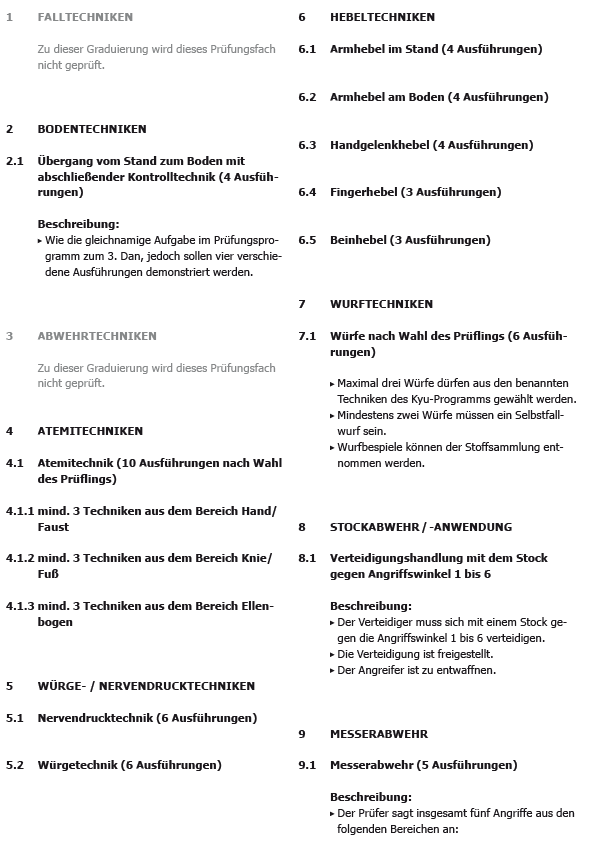 1 FALLTECHNIKEN
Zu dieser Graduierung wird dieses Prüfungsfach
nicht geprüft.
2 BODENTECHNIKEN
2.1 Übergang vom Stand zum Boden mit
abschließender Kontrolltechnik (4 Ausfüh-
rungen)
Beschreibung:
▸ Wie die gleichnamige Aufgabe im Prüfungspro-
gramm zum 3. Dan, jedoch sollen vier verschie-
dene Ausführungen demonstriert werden.
3 ABWEHRTECHNIKEN
Zu dieser Graduierung wird dieses Prüfungsfach
nicht geprüft.
4 ATEMITECHNIKEN
4.1 Atemitechnik (10 Ausführungen nach Wahl
des Prüflings)
4.1.1 mind. 3 Techniken aus dem Bereich Hand/
Faust
4.1.2 mind. 3 Techniken aus dem Bereich Knie/
Fuß
4.1.3 mind. 3 Techniken aus dem Bereich Ellen-
bogen
5 WÜRGE- / NERVENDRUCKTECHNIKEN
5.1 Nervendrucktechnik (6 Ausführungen)
5.2 Würgetechnik (6 Ausführungen)
6 HEBELTECHNIKEN
6.1 Armhebel im Stand (4 Ausführungen)
6.2 Armhebel am Boden (4 Ausführungen)
6.3 Handgelenkhebel (4 Ausführungen)
6.4 Fingerhebel (3 Ausführungen)
6.5 Beinhebel (3 Ausführungen)
7 WURFTECHNIKEN
7.1 Würfe nach Wahl des Prüflings (6 Ausfüh-
rungen)
▸ Maximal drei Würfe dürfen aus den benannten
Techniken des Kyu-Programms gewählt werden.
▸ Mindestens zwei Würfe müssen ein Selbstfall-
wurf sein.
▸ Wurfbespiele können der Stoffsammlung ent-
nommen werden.
8 STOCKABWEHR / -ANWENDUNG
8.1 Verteidigungshandlung mit dem Stock
gegen Angriffswinkel 1 bis 6
Beschreibung:
▸ Der Verteidiger muss sich mit einem Stock ge-
gen die Angriffswinkel 1 bis 6 verteidigen.
▸ Die Verteidigung ist freigestellt.
▸ Der Angreifer ist zu entwaffnen.
9 MESSERABWEHR
9.1 Messerabwehr (5 Ausführungen)
Beschreibung:
▸ Der Prüfer sagt insgesamt fünf Angriffe aus den
folgenden Bereichen an: